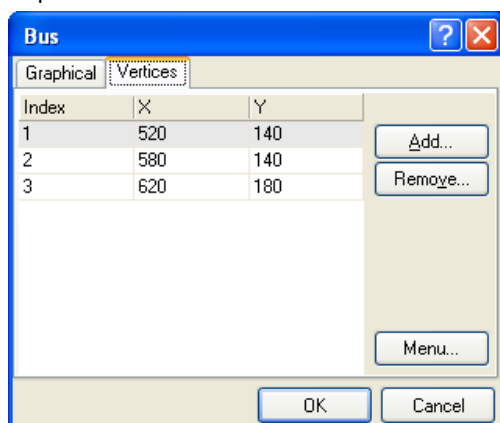 Bus
Graphical Vertices
Index X Y
1 520 140
2 580 140
3 620 180
Add...
Remove...
Menu...
OK Cancel